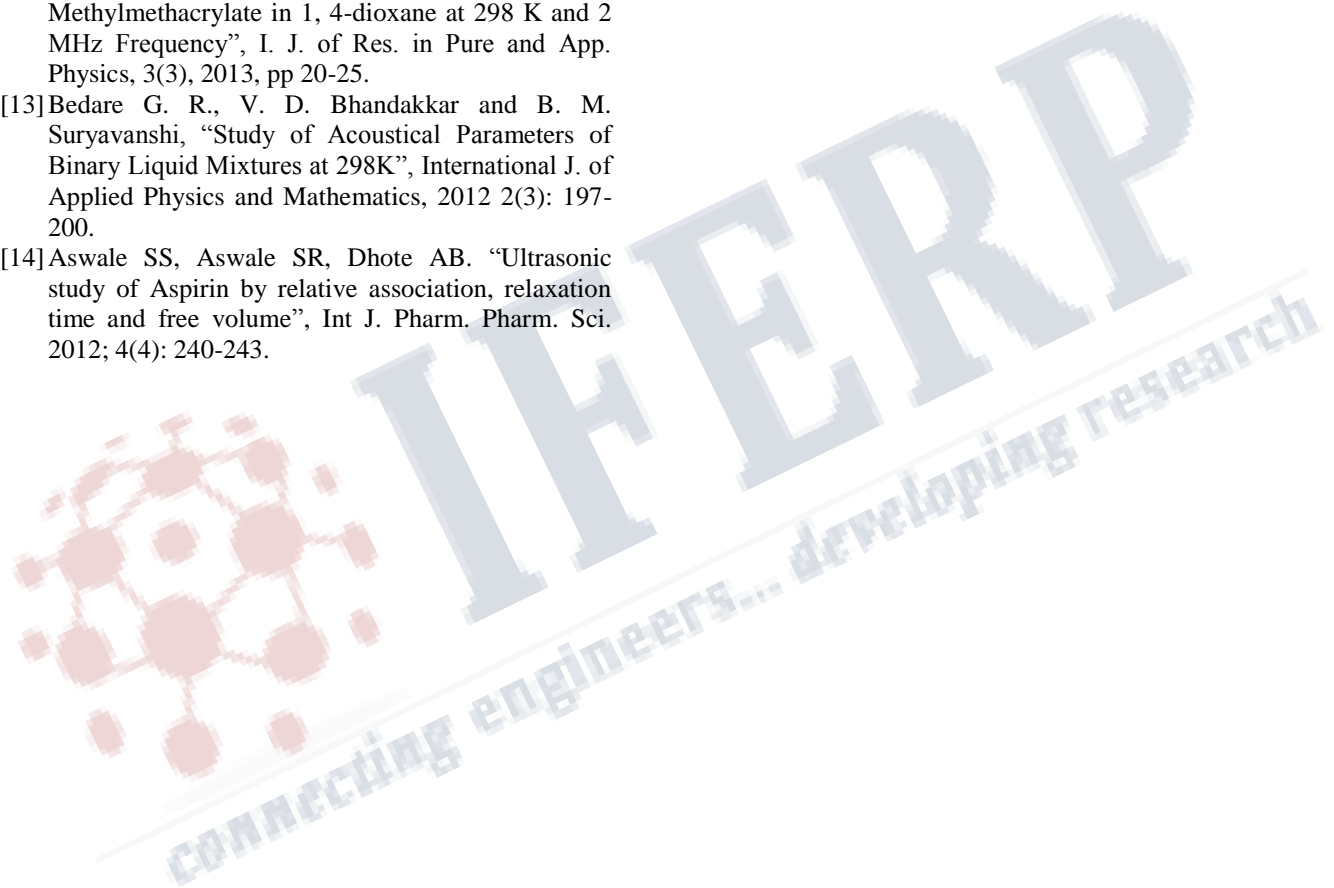 Methylmethacrylate in 1, 4-dioxane at 298 K and 2
MHz Frequency”, I. J. of Res. in Pure and App.
Physics, 3(3), 2013, pp 20-25.
[13] Bedare G. R., V. D. Bhandakkar and B. M.
Suryavanshi, “Study of Acoustical Parameters of
Binary Liquid Mixtures at 298K”, International J. of
Applied Physics and Mathematics, 2012 2(3): 197-
200.
[14] Aswale SS, Aswale SR, Dhote AB. “Ultrasonic
study of Aspirin by relative association, relaxation
time and free volume”, Int J. Pharm. Pharm. Sci.
2012; 4(4): 240-243.
IFERP
connecting engineers... developing research